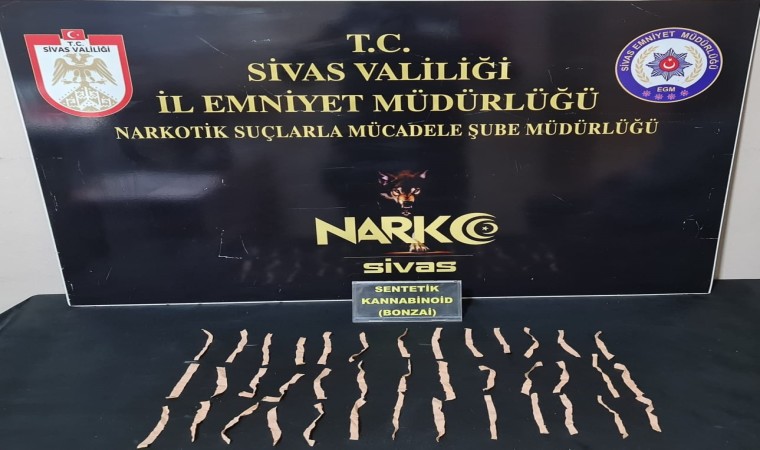 T.C.
SİVAS VALİLİĞİ
T.C.
SİVAS VALİLİĞİ
İL EMNİYET MÜDÜRLÜĞÜ
NARKOTİK SUÇLARLA MÜCADELE ŞUBE MÜDÜRLÜĞÜ
SİVAS EMNİYET MÜDÜRLÜĞÜ
EGM
NARKO
sivas
SENTETİK
KANNABİNOİD
(BONZAİ)